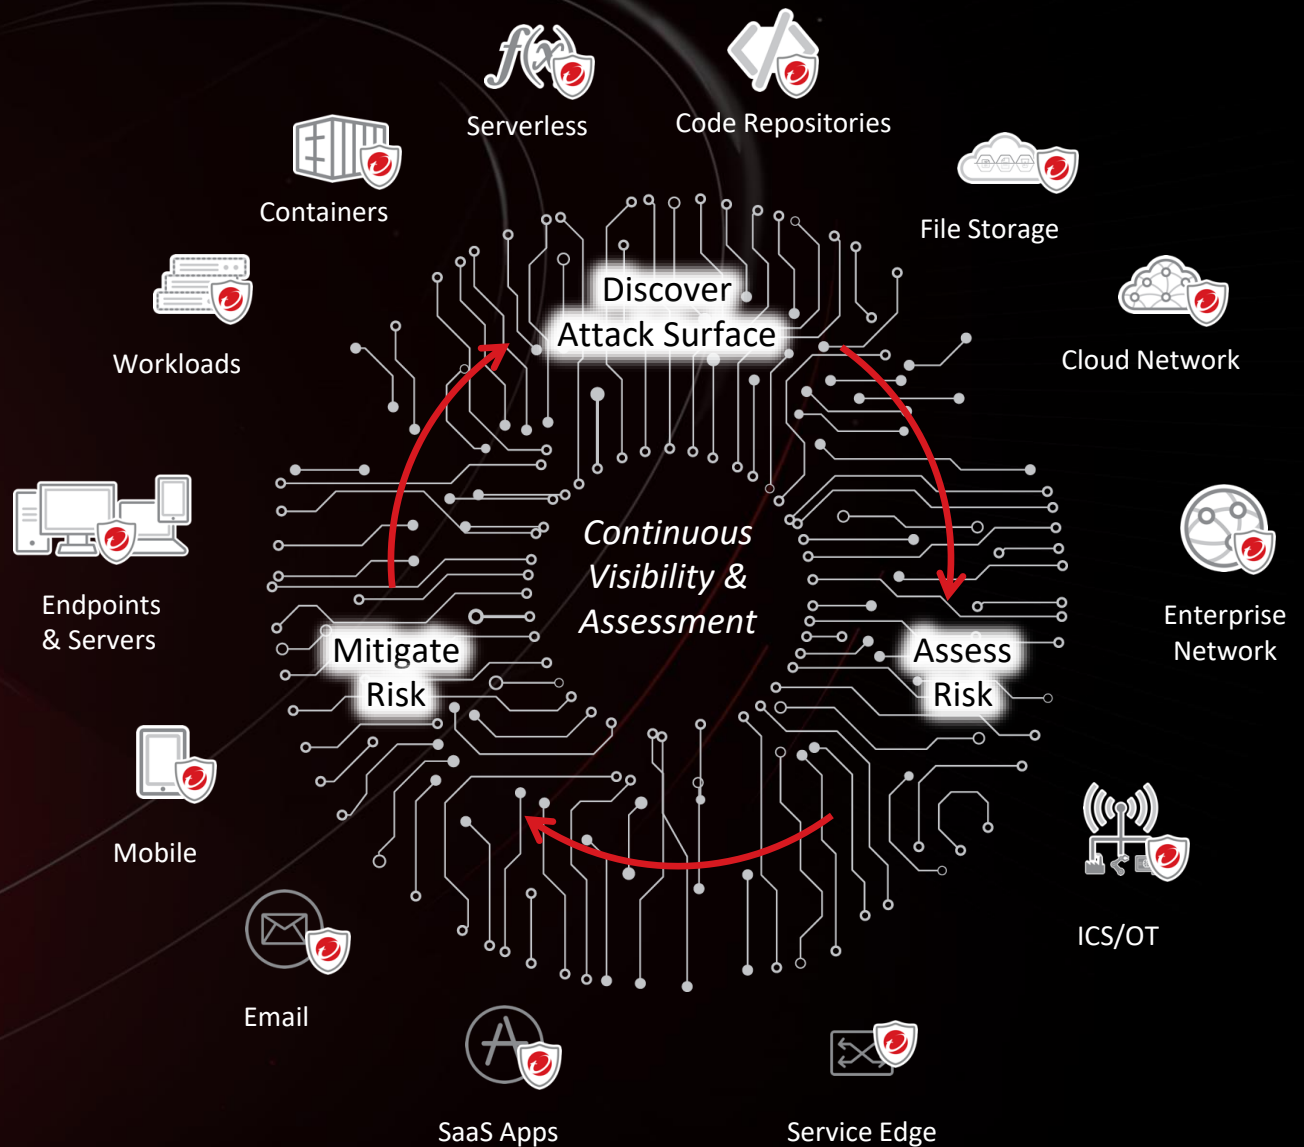 f(x)
Serverless
Code Repositories
Containers
File Storage
Discover
Attack Surface
Workloads
Cloud Network
Continuous
Visibility &
Assessment
Endpoints
& Servers
Enterprise
Network
Mitigate
Risk
Assess
Risk
Mobile
ICS/OT
Email
SaaS Apps
Service Edge